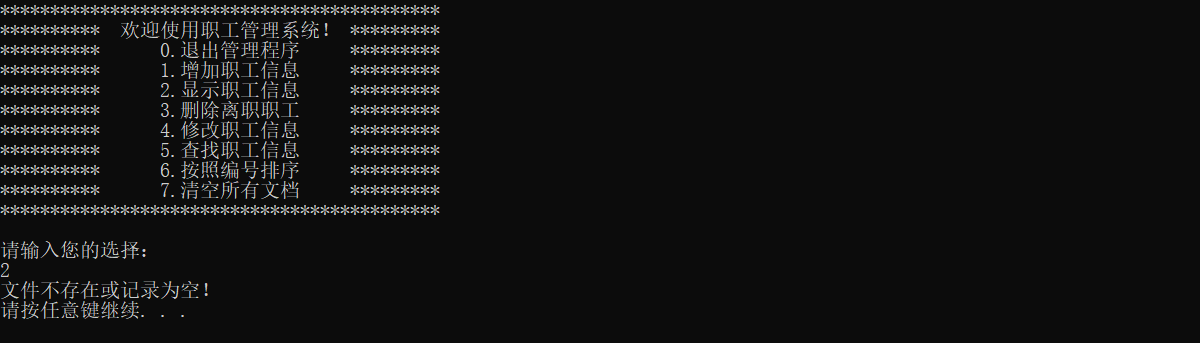 ********************************************
********** 欢迎使用职工管理系统! *********
********** 0.退出管理程序 *********
********** 1.增加职工信息 *********
********** 2.显示职工信息 *********
********** 3.删除离职职工 *********
********** 4.修改职工信息 *********
********** 5.查找职工信息 *********
********** 6.按照编号排序 *********
********** 7.清空所有文档 *********
********************************************
请输入您的选择:
2
文件不存在或记录为空!
请按任意键继续. . .